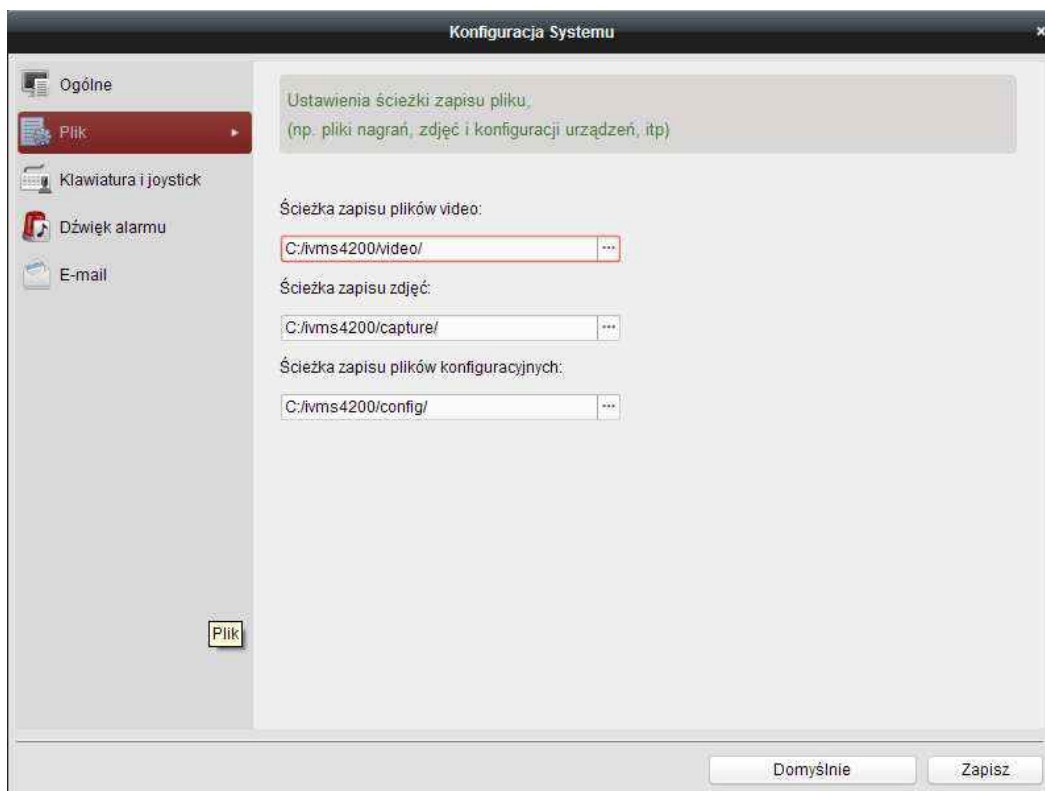 Konfiguracja Systemu
×
Ogólne
Plik
Klawiatura i joystick
Dźwięk alarmu
E-mail
Ustawienia ścieżki zapisu pliku,
(np. pliki nagrań, zdjęć i konfiguracji urządzeń, itp)
Ścieżka zapisu plików video:
C:/ivms4200/video/
...
Ścieżka zapisu zdjęć:
C:/ivms4200/capture/
...
Ścieżka zapisu plików konfiguracyjnych:
C:/ivms4200/config/
...
Plik
Domyślnie
Zapisz